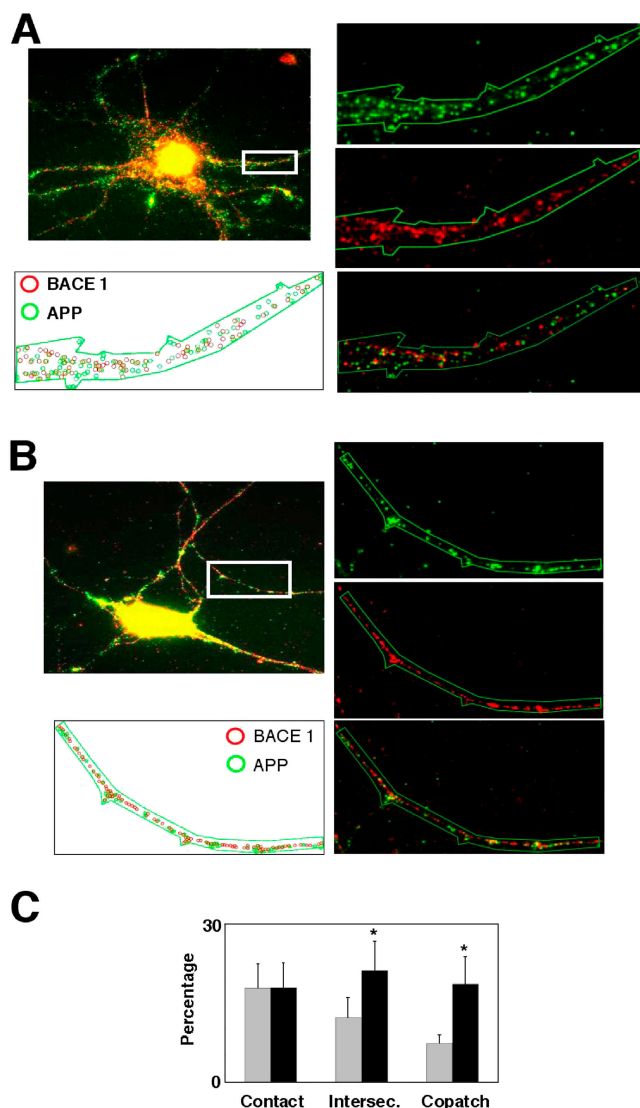 A
BACE 1
APP
B
BACE 1
APP
C
30
*
*
Percentage
0
Contact Intersec. Copatch